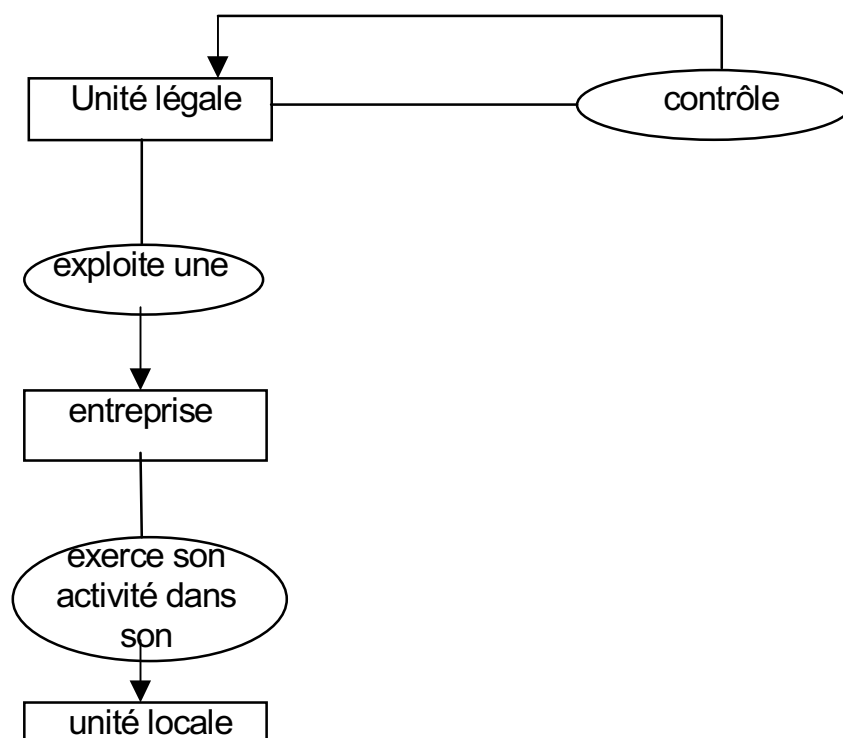 Unité légale
contrôle
exploite une
entreprise
exerce son
activité dans
son
unité locale